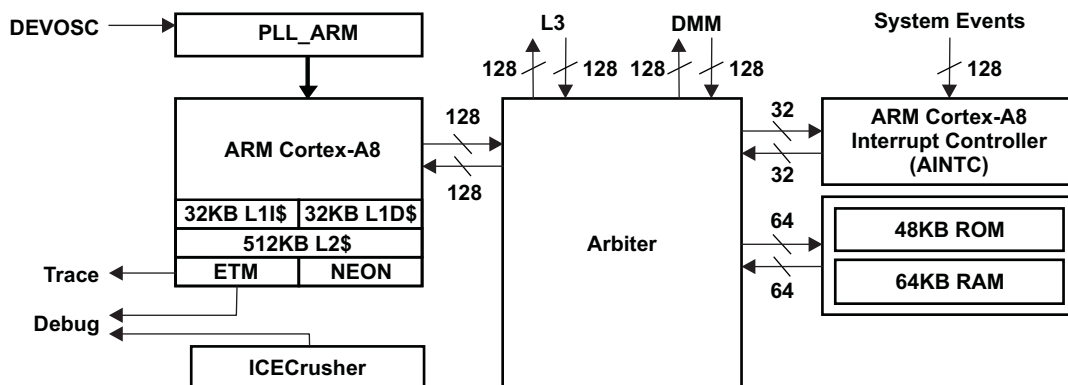 DEVOSC
PLL_ARM
L3
DMM
System Events
128
128
128
128
128
ARM Cortex-A8
128
128
32
32
ARM Cortex-A8
Interrupt Controller
(AINTC)
32KB L1I$
32KB L1D$
512KB L2$
ETM
NEON
Arbiter
64
64
48KB ROM
64KB RAM
Trace
Debug
ICECrusher